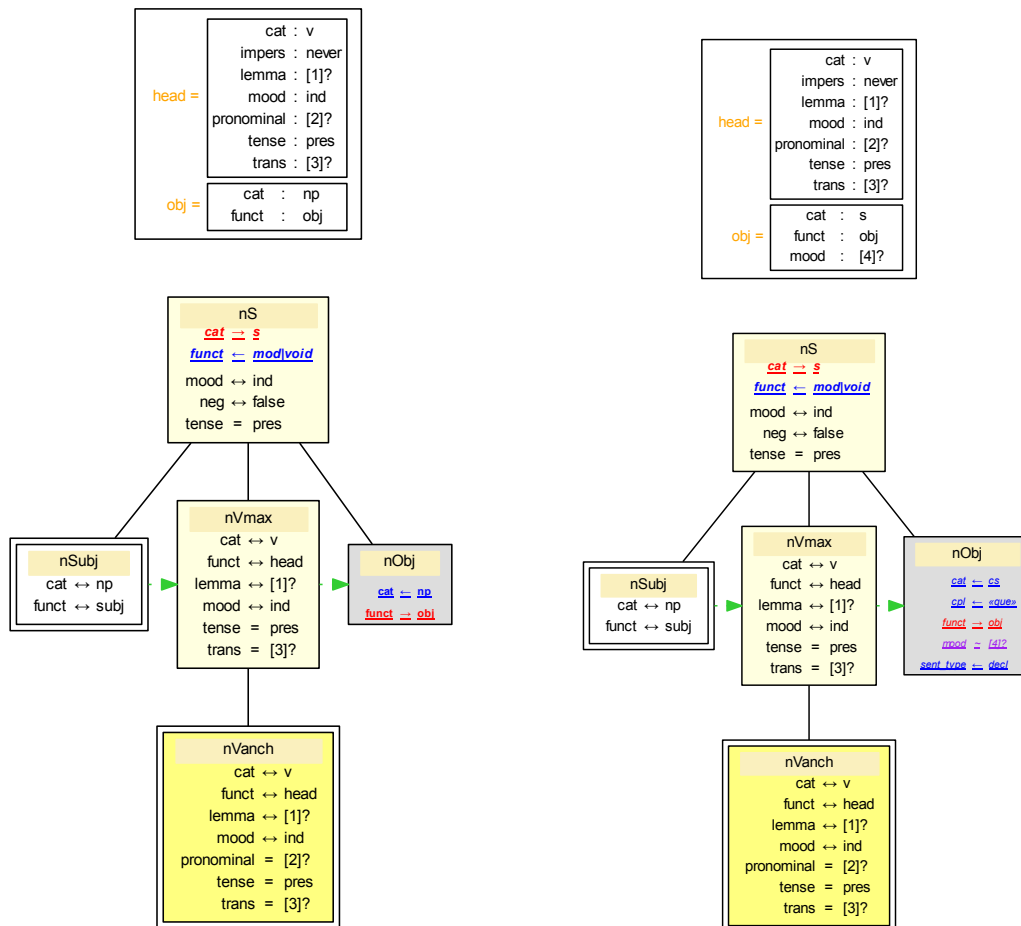 cat : v
impers : never
lemma : [1]?
head =
mood : ind
pronominal : [2]?
tense : pres
trans : [3]?
cat : np
obj =
funct : obj
nS
cat → s
funct ← mod|void
mood ↔ ind
neg ↔ false
tense = pres
nSubj
cat ↔ np
funct ↔ subj
nVmax
cat ↔ v
funct ↔ head
lemma ↔ [1]?
mood ↔ ind
tense = pres
trans = [3]?
nObj
cat ← np
funct → obj
nVanch
cat ↔ v
funct ↔ head
lemma ↔ [1]?
mood ↔ ind
pronominal = [2]?
tense = pres
trans = [3]?
cat : v
impers : never
lemma : [1]?
head =
mood : ind
pronominal : [2]?
tense : pres
trans : [3]?
cat : s
obj =
funct : obj
mood : [4]?
nS
cat → s
funct ← mod|void
mood ↔ ind
neg ↔ false
tense = pres
nSubj
cat ↔ np
funct ↔ subj
nVmax
cat ↔ v
funct ↔ head
lemma ↔ [1]?
mood ↔ ind
tense = pres
trans = [3]?
nObj
cat ← cs
cpl ← «que»
funct → obj
mood ~ [4]?
sent_type ← decl
nVanch
cat ↔ v
funct ↔ head
lemma ↔ [1]?
mood ↔ ind
pronominal = [2]?
tense = pres
trans = [3]?